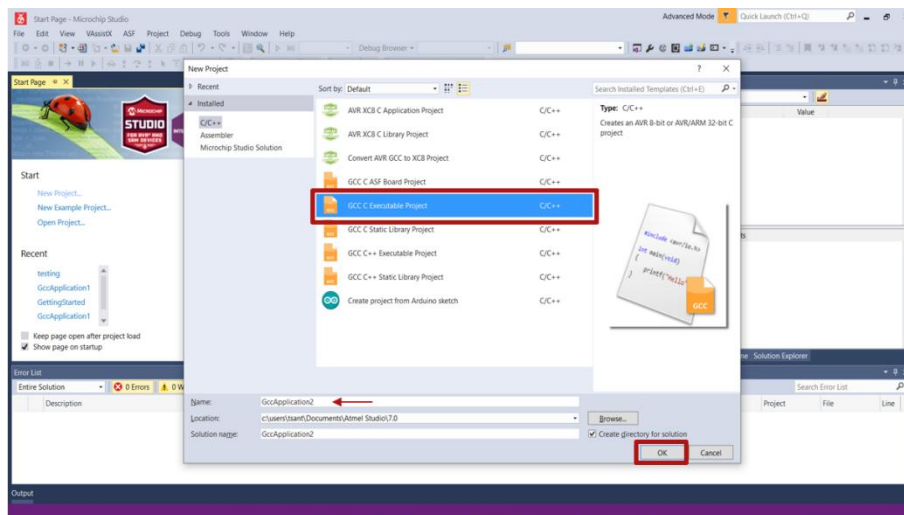 Start Page - Microchip Studio
Advanced Mode
Quick Launch (Ctrl+Q)
File Edit View VAssistX ASF Project Debug Tools Window Help
Debug Browser
Start Page
New Project
Recent
Installed
C/C++
Assembler
Microchip Studio Solution
Sort by: Default
Search Installed Templates (Ctrl+E)
AVR XC8 C Application Project C/C++
AVR XC8 C Library Project C/C++
Convert AVR GCC to XC8 Project C/C++
GCC C ASF Board Project C/C++
GCC C Executable Project C/C++
GCC C Static Library Project C/C++
GCC C++ Executable Project C/C++
GCC C++ Static Library Project C/C++
Create project from Arduino sketch C/C++
Type: C/C++
Creates an AVR 8-bit or AVR/ARM 32-bit C
project
#include <avr/io.h>
int main(void)
{
printf("Hello"
}
GCC
Value
MICROCHIP
STUDIO
FOR AVR® AND
SAM DEVICES
Start
New Project...
New Example Project...
Open Project...
Recent
testing
GccApplication1
GettingStarted
GccApplication1
Keep page open after project load
Show page on startup
Solution Explorer
Error List
Entire Solution
0 Errors
0 W
Search Error List
Description
Project File Line
Name: GccApplication2
Location: c:\users\tsant\Documents\Atmel Studio\7.0
Browse...
Solution name: GccApplication2
Create directory for solution
OK Cancel
Output